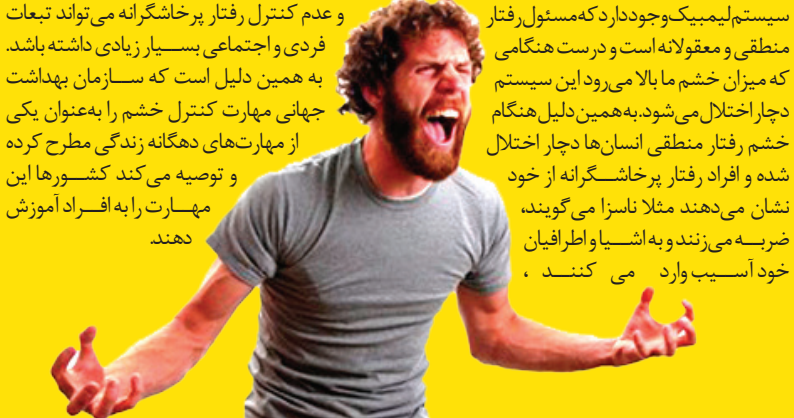 سیستم لیمبیک وجود دارد که مسئول رفتار
منطقی و معقولانه است و درست هنگامی
که میزان خشم ما بالا می‌رود این سیستم
دچار اختلال می‌شود. به همین دلیل هنگام
خشم رفتار منطقی انسان‌ها دچار اختلال
شده و افراد رفتار پرخاشگرانه از خود
نشان می‌دهند مثلا ناسزا می‌گویند،
ضربه می‌زنند و به اشیا و اطرافیان
خود آسیب وارد می کنند ،
و عدم کنترل رفتار پرخاشگرانه می‌تواند تبعات
فردی و اجتماعی بسیار زیادی داشته باشد.
به همین دلیل است که سازمان بهداشت
جهانی مهارت کنترل خشم را به‌عنوان یکی
از مهارت‌های دهگانه زندگی مطرح کرده
و توصیه می‌کند کشورها این
مهارت را به افراد آموزش
دهند.